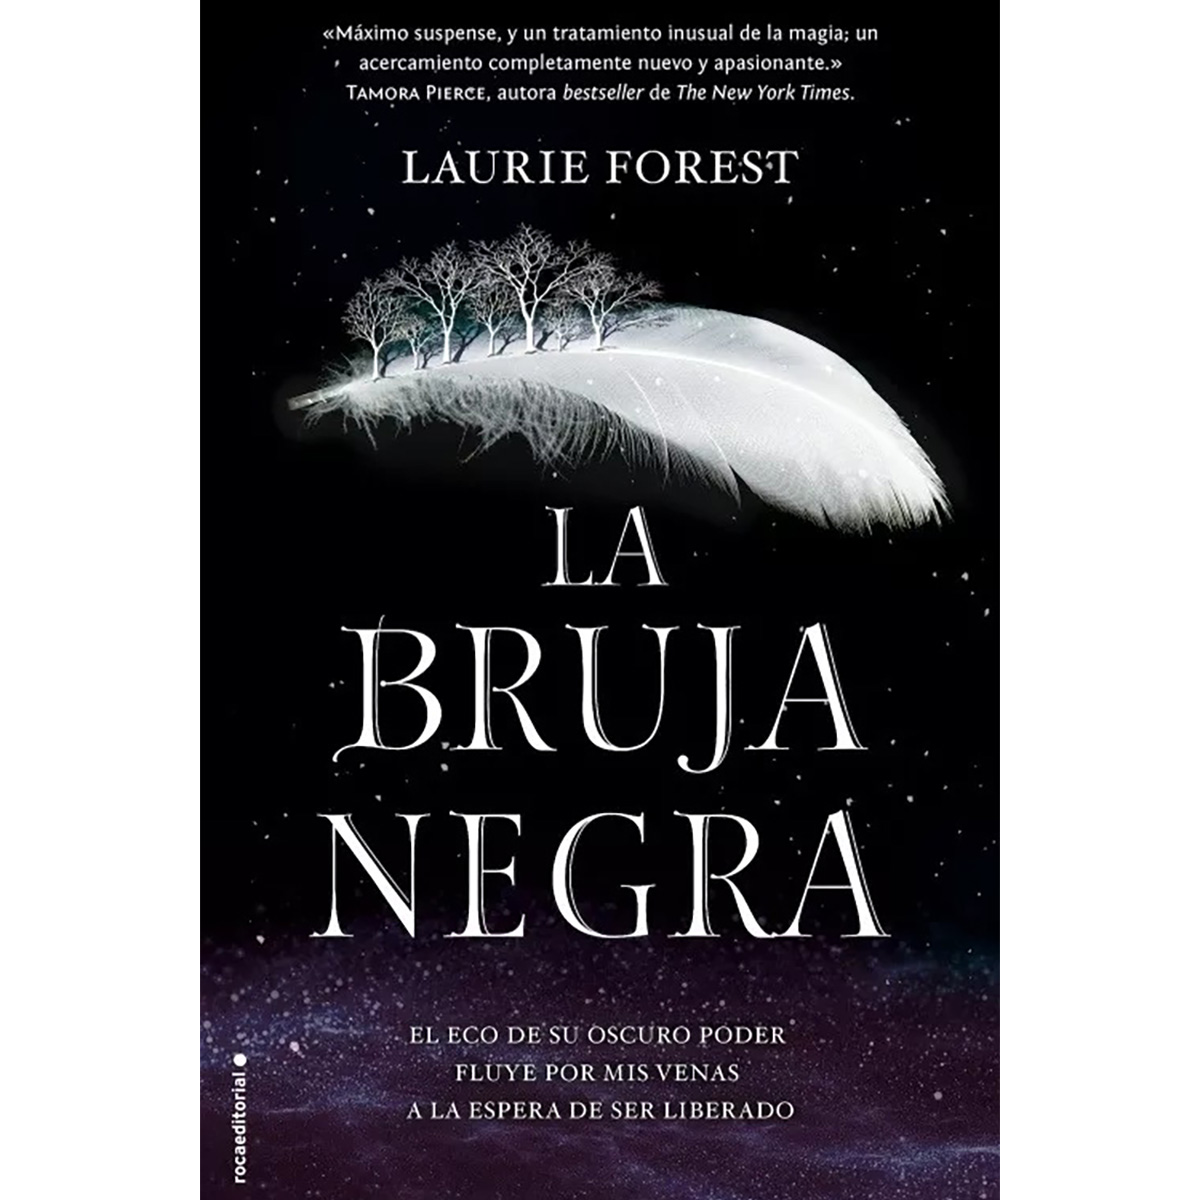 «Máximo suspense, y un tratamiento inusual de la magia; un
acercamiento completamente nuevo y apasionante.»
TAMORA PIERCE, autora bestseller de The New York Times.
LAURIE FOREST
LA
BRUJA
NEGRA
EL ECO DE SU OSCURO PODER
FLUYE POR MIS VENAS
A LA ESPERA DE SER LIBERADO
rocaeditorial